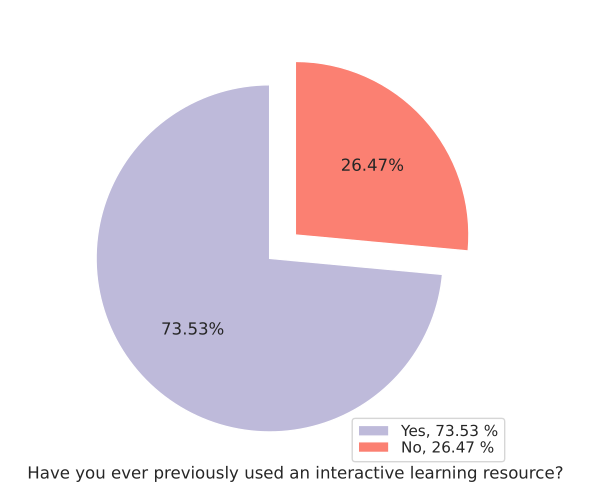 26.47%
73.53%
Yes, 73.53 %
No, 26.47 %
Have you ever previously used an interactive learning resource?